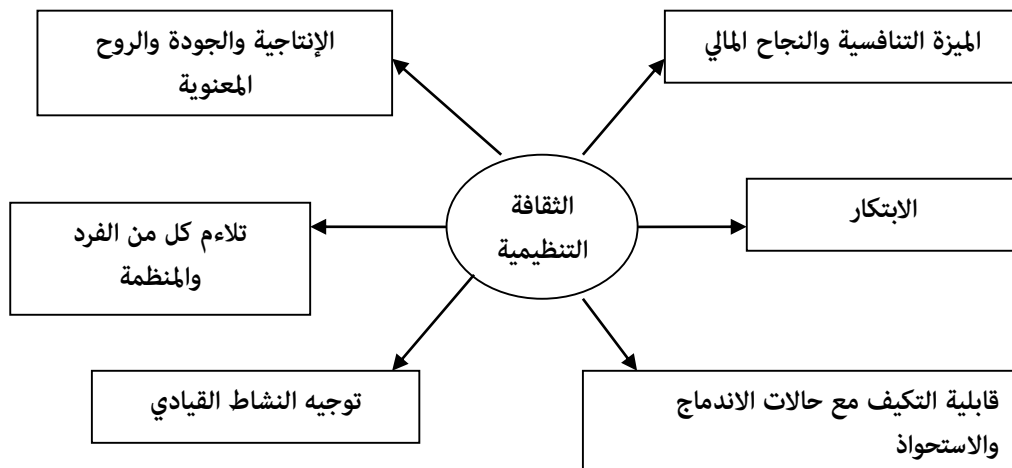 الميزة التنافسية والنجاح المالي
الإنتاجية والجودة والروح
المعنوية
الثقافة
التنظيمية
الابتكار
تلاءم كل من الفرد
والمنظمة
قابلية التكيف مع حالات الاندماج
والاستحواذ
توجيه النشاط القيادي